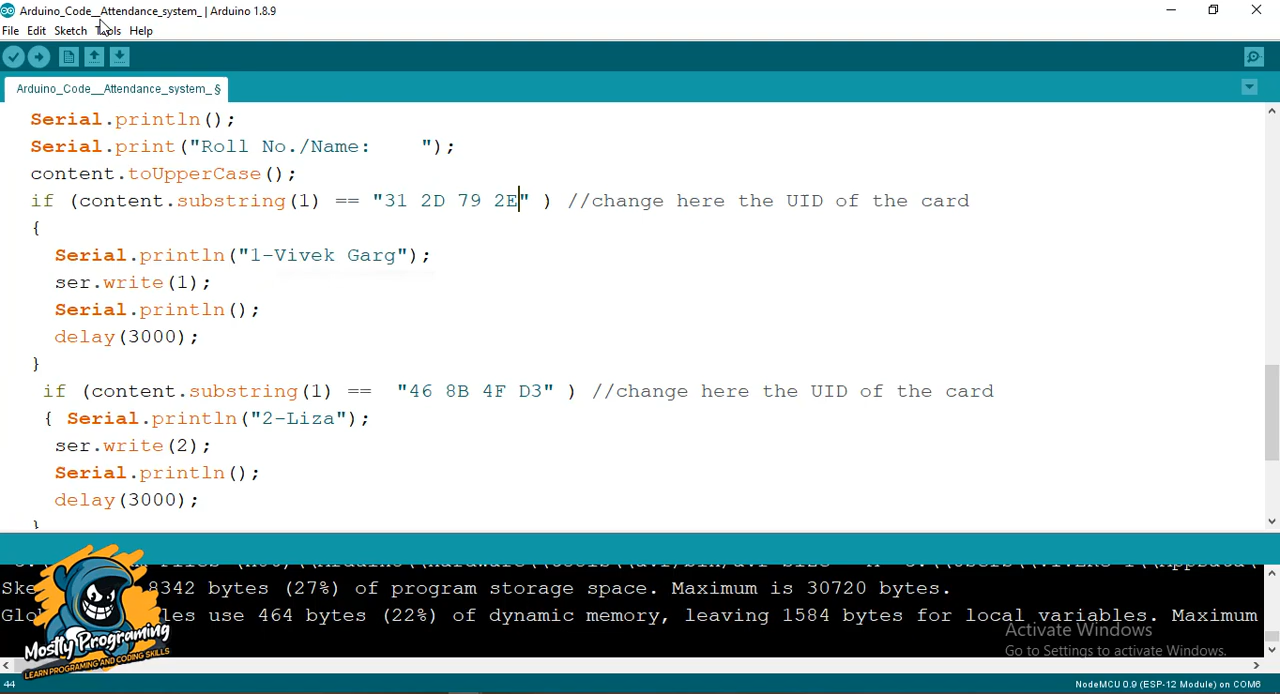 Arduino_Code__Attendance_system_ | Arduino 1.8.9
File Edit Sketch Tools Help
Arduino_Code__Attendance_system_ §
Serial.println();
Serial.print("Roll No./Name:    ");
content.toUpperCase();
if (content.substring(1) == "31 2D 79 2E" ) //change here the UID of the card
{
Serial.println("1-Vivek Garg");
ser.write(1);
Serial.println();
delay(3000);
}
if (content.substring(1) ==  "46 8B 4F D3" ) //change here the UID of the card
{ Serial.println("2-Liza");
ser.write(2);
Serial.println();
delay(3000);
}
8342 bytes (27%) of program storage space. Maximum is 30720 bytes.
use 464 bytes (22%) of dynamic memory, leaving 1584 bytes for local variables. Maximum
Activate Windows
Go to Settings to activate Windows.
Mostly Programing
LEARN PROGRAMING AND CODING SKILLS
44
NodeMCU 0.9 (ESP-12 Module) on COM6